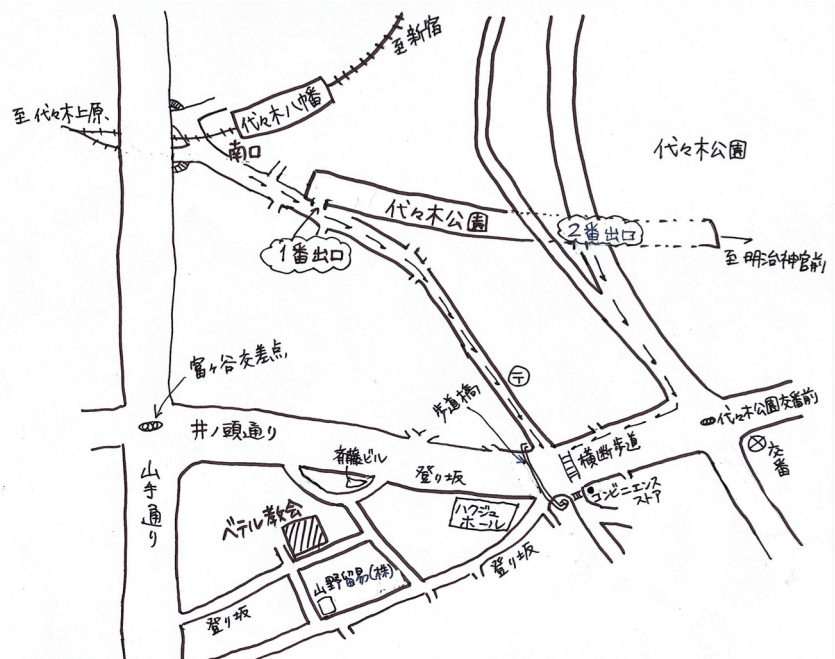 至新宿
至代々木上原、
代々木八幡
南口
代々木公園
代々木公園
2番出口
1番出口
至明治神宮前
富ヶ谷交差点
〒
歩道橋
代々木公園交番前
井ノ頭通り
横断歩道
交番
斉藤ビル
登り坂
コンビニエンス
ストア
山手通り
ベテル教会
ハクジュ
ホール
登り坂
山野留易(株)
登り坂